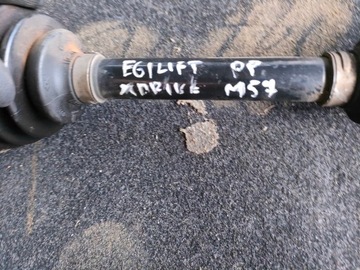 E61LIFT PP.
XDRIVE M57